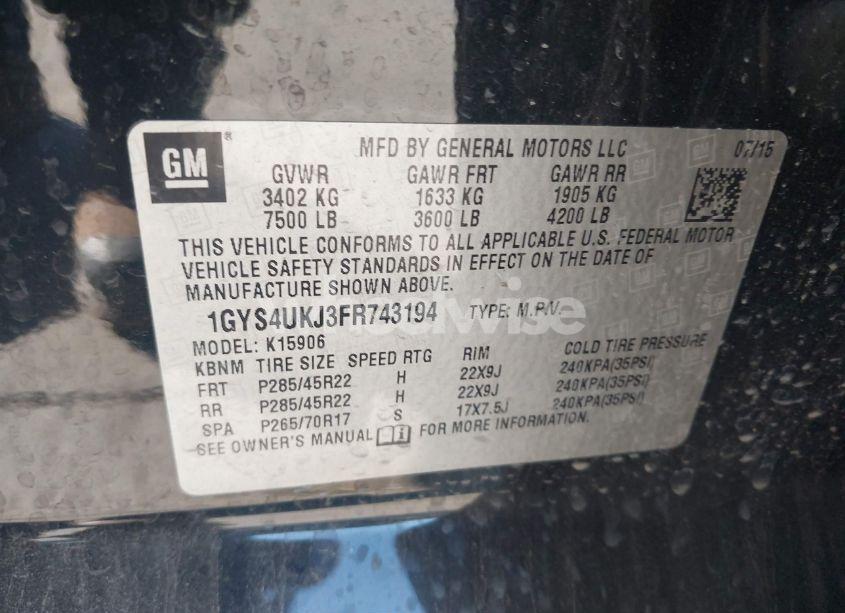 GM
MFD BY GENERAL MOTORS LLC 07/15
GVWR GAWR FRT GAWR RR
3402 KG 1633 KG 1905 KG
7500 LB 3600 LB 4200 LB
THIS VEHICLE CONFORMS TO ALL APPLICABLE U.S. FEDERAL MOTOR
VEHICLE SAFETY STANDARDS IN EFFECT ON THE DATE OF
MANUFACTURE SHOWN ABOVE.
1GYS4UKJ3FR743194 TYPE: M.P.V.
MODEL: K15906
KBNM TIRE SIZE SPEED RTG RIM COLD TIRE PRESSURE
FRT P285/45R22 H 22X9J 240KPA(35PSI)
RR P285/45R22 H 22X9J 240KPA(35PSI)
SPA P265/70R17 S 17X7.5J 240KPA(35PSI)
SEE OWNER'S MANUAL FOR MORE INFORMATION.